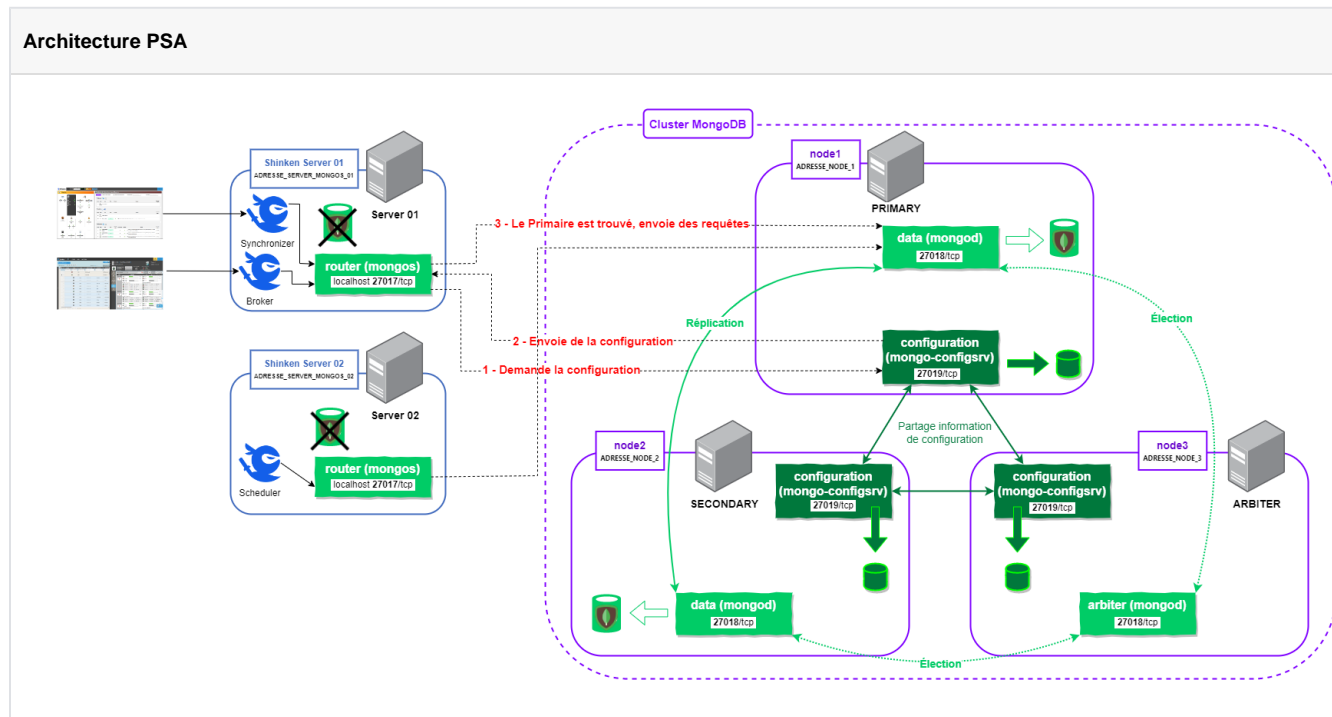 Architecture PSA
Cluster MongoDB
Shinken Server 01
ADRESSE_SERVER_MONGOS_01
Server 01
Synchronizer
Broker
router (mongos)
localhost 27017/tcp
Shinken Server 02
ADRESSE_SERVER_MONGOS_02
Server 02
Scheduler
router (mongos)
localhost 27017/tcp
3 - Le Primaire est trouvé, envoie des requêtes
2 - Envoie de la configuration
1 - Demande la configuration
node1
ADRESSE_NODE_1
PRIMARY
data (mongod)
27018/tcp
Réplication
Élection
configuration
(mongo-configsrv)
27019/tcp
Partage information
de configuration
node2
ADRESSE_NODE_2
SECONDARY
configuration
(mongo-configsrv)
27019/tcp
data (mongod)
27018/tcp
node3
ADRESSE_NODE_3
ARBITER
configuration
(mongo-configsrv)
27019/tcp
arbiter (mongod)
27018/tcp
Élection